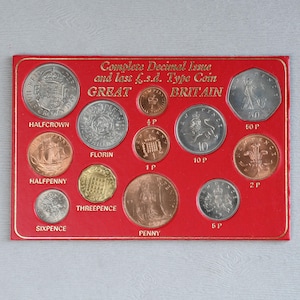 Complete Decimal Issue
and last £.s.d. Type Coin
GREAT BRITAIN
HALFCROWN
FLORIN
½ P
10 P
50 P
HALFPENNY
1 P
2 P
SIXPENCE
THREEPENCE
PENNY
5 P